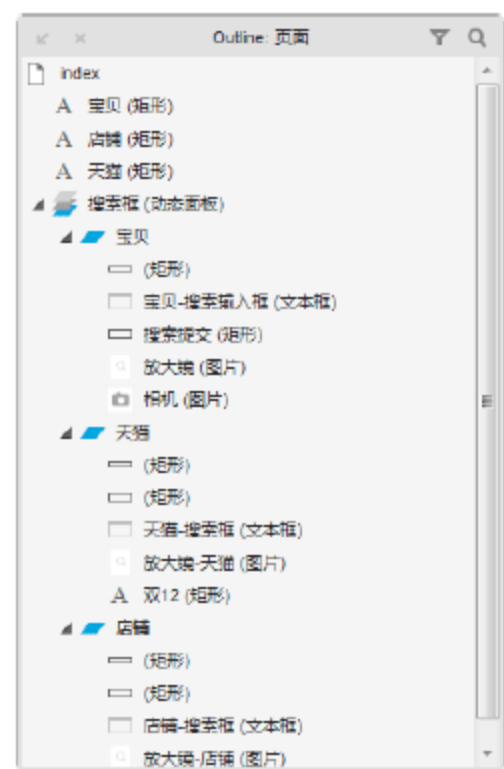 Outline: 页面
index
A 宝贝 (矩形)
A 店铺 (矩形)
A 天猫 (矩形)
搜索框 (动态面板)
宝贝
(矩形)
宝贝-搜索输入框 (文本框)
搜索提交 (矩形)
放大镜 (图片)
相机 (图片)
天猫
(矩形)
(矩形)
天猫-搜索框 (文本框)
放大镜-天猫 (图片)
A 双12 (矩形)
店铺
(矩形)
(矩形)
店铺-搜索框 (文本框)
放大镜-店铺 (图片)